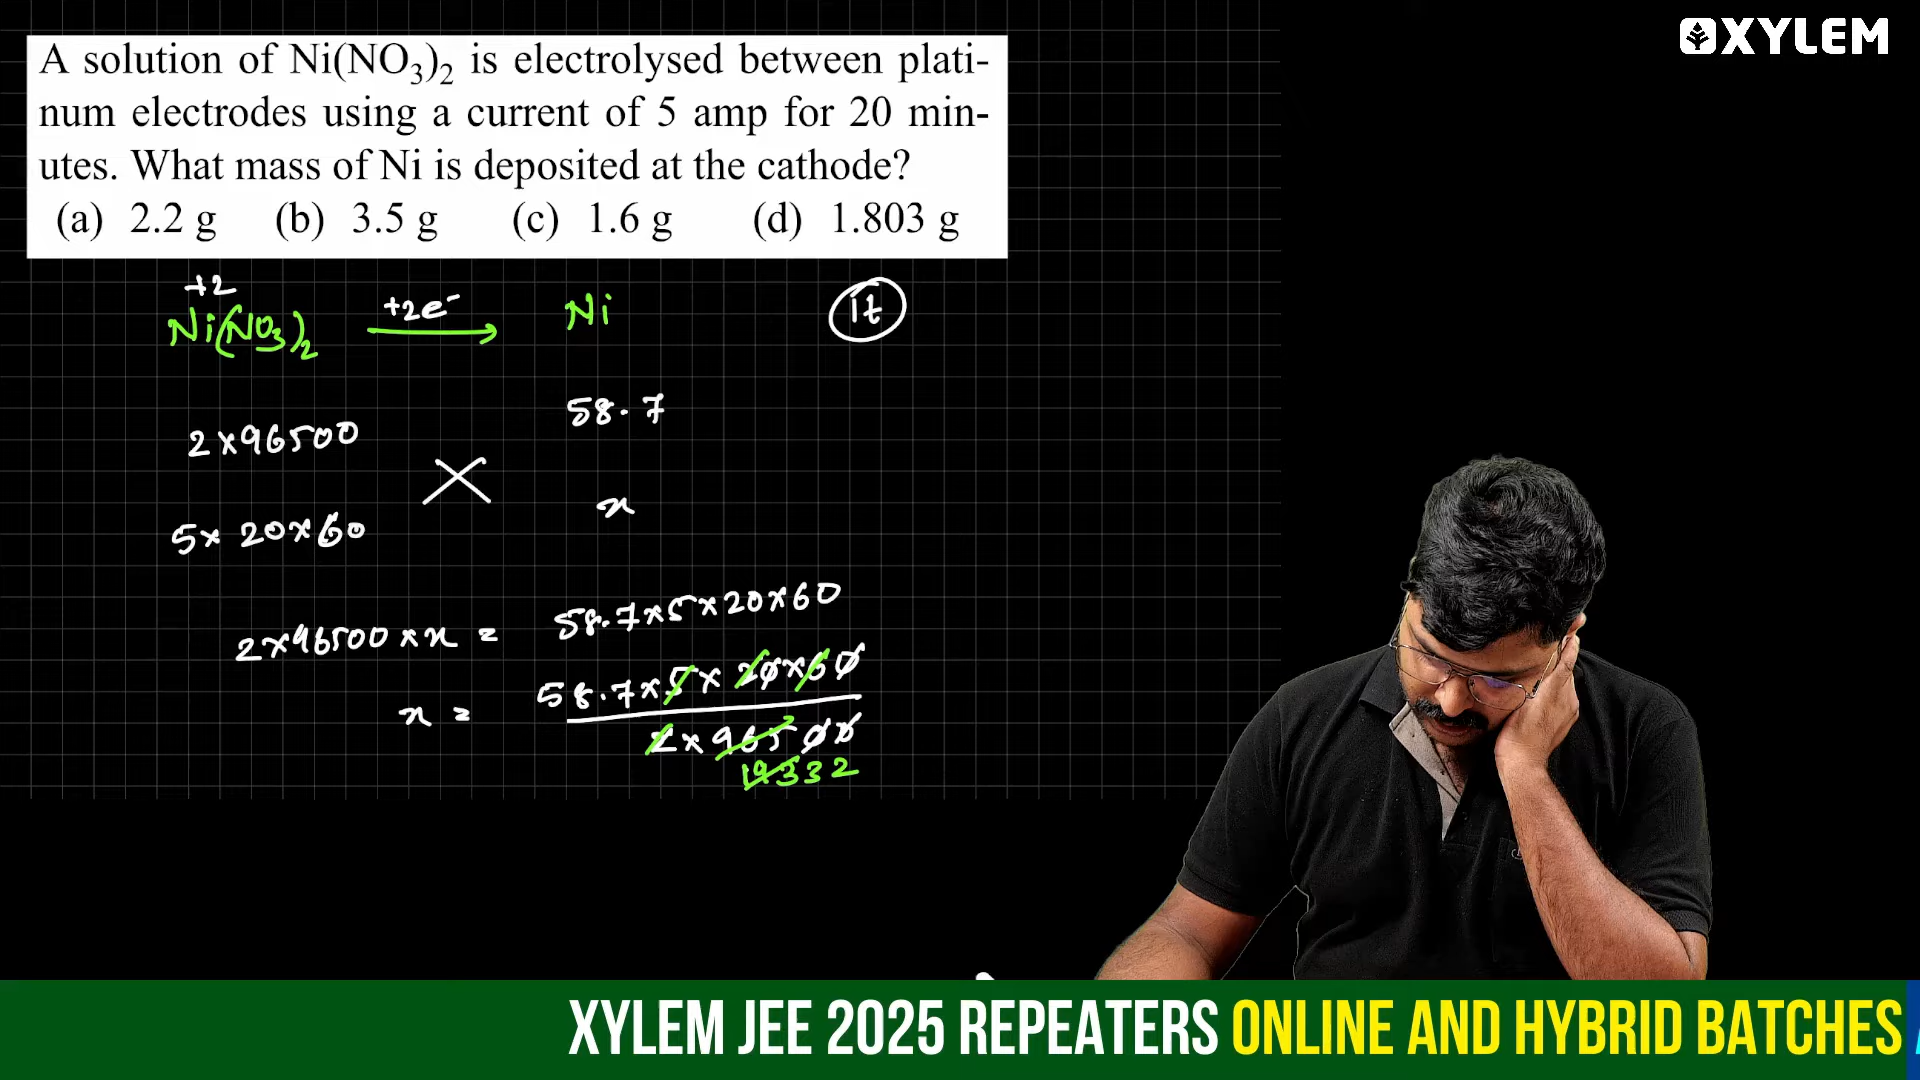 XYLEM
A solution of Ni(NO₃)₂ is electrolysed between plati-
num electrodes using a current of 5 amp for 20 min-
utes. What mass of Ni is deposited at the cathode?
(a) 2.2 g (b) 3.5 g (c) 1.6 g (d) 1.803 g
+2
Ni(NO₃)₂ +2e⁻ → Ni It
58.7
2×96500
x
5× 20×60
2×96500×x = 58.7×5×20×60
58.7×5×20×60
x =
2×96500
19332
XYLEM JEE 2025 REPEATERS ONLINE AND HYBRID BATCHES